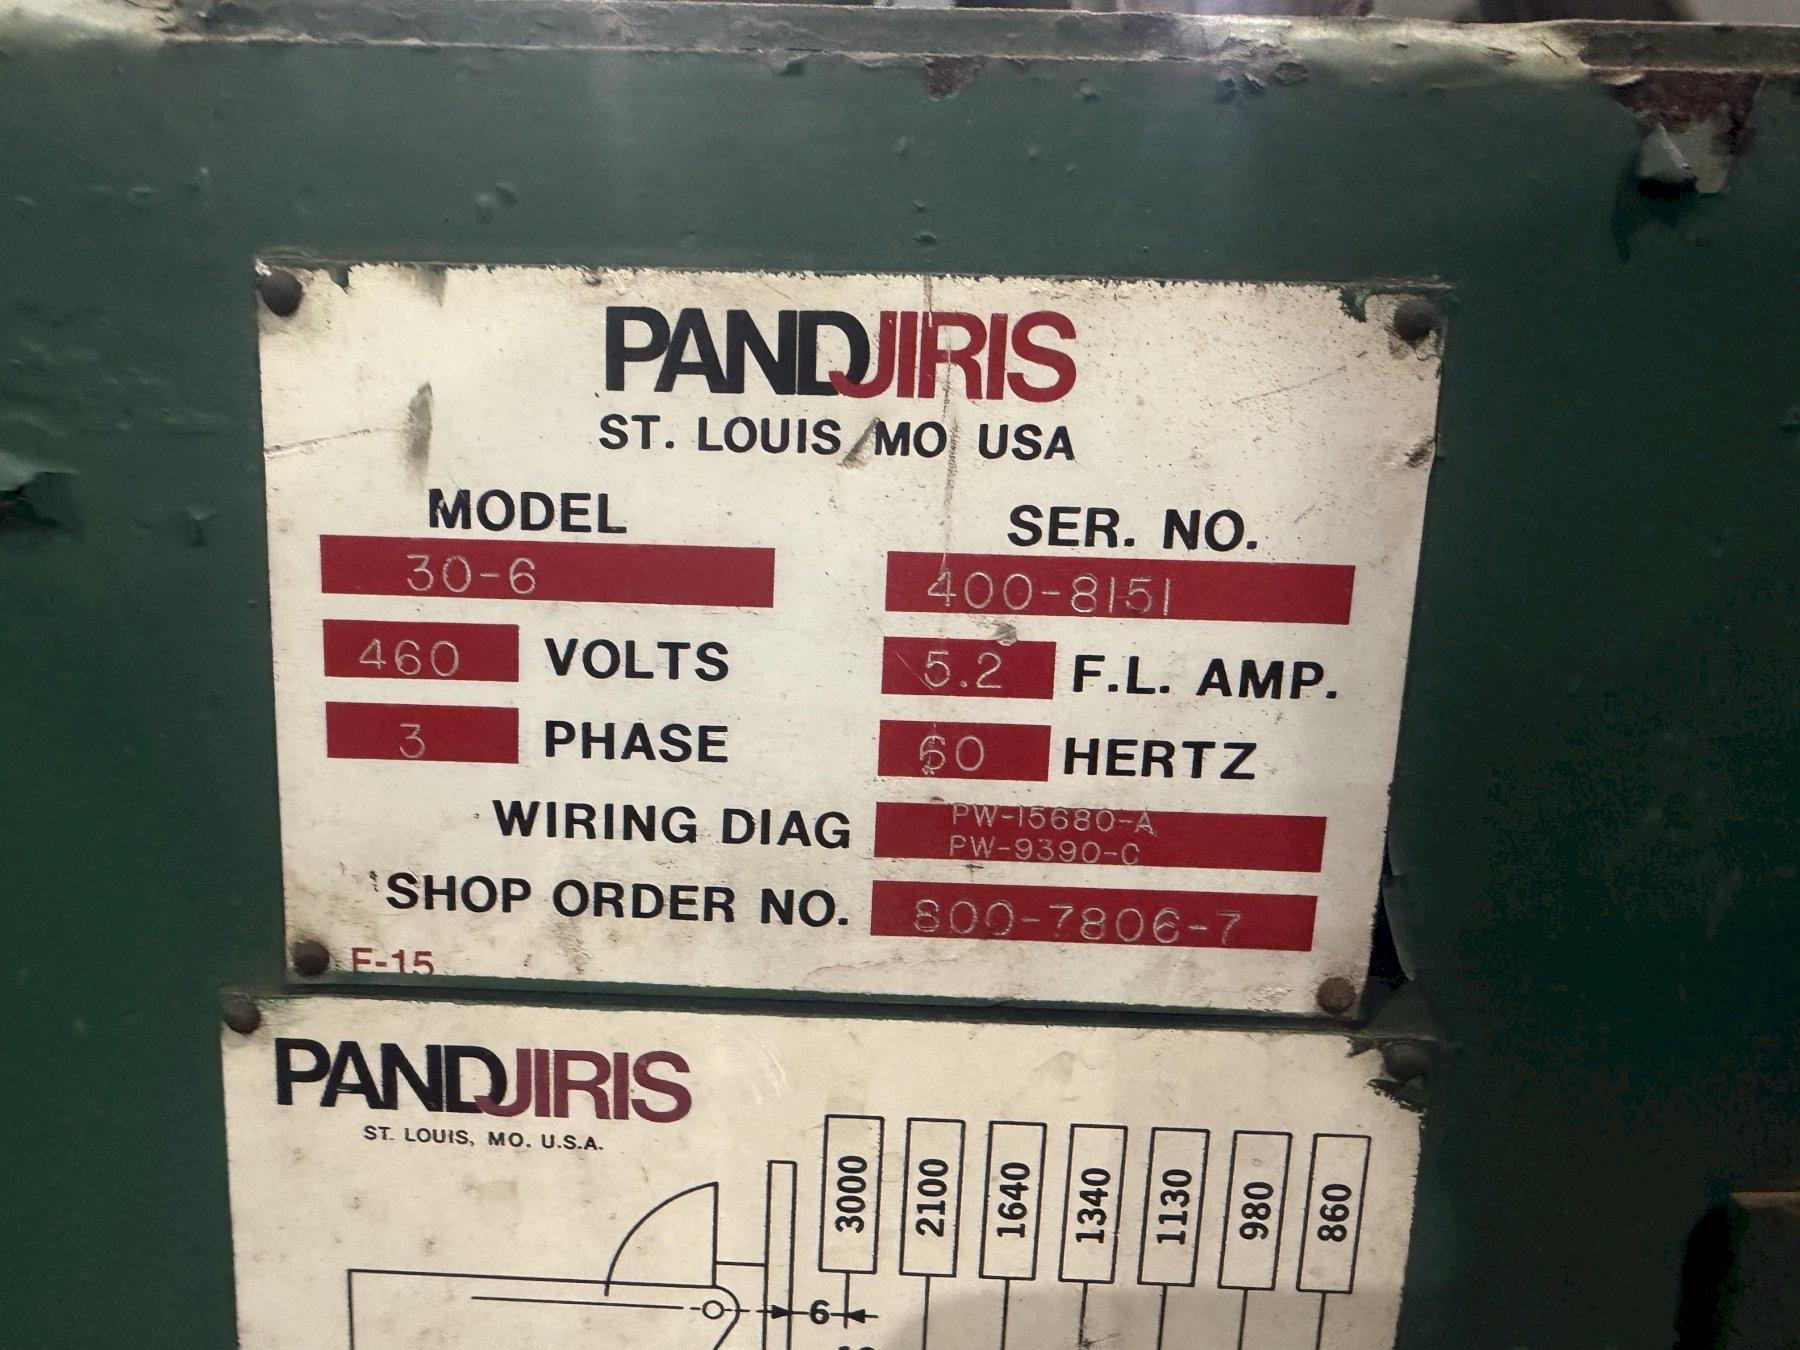 PANDJIRIS
ST. LOUIS, MO USA
MODEL SER. NO.
30-6 400-8151
460 VOLTS 5.2 F.L. AMP.
3 PHASE 60 HERTZ
WIRING DIAG PW-15680-A
PW-9390-C
SHOP ORDER NO. 800-7806-7
F-15
PANDJIRIS
ST. LOUIS, MO. U.S.A.
3000 2100 1640 1340 1130 980 860
6